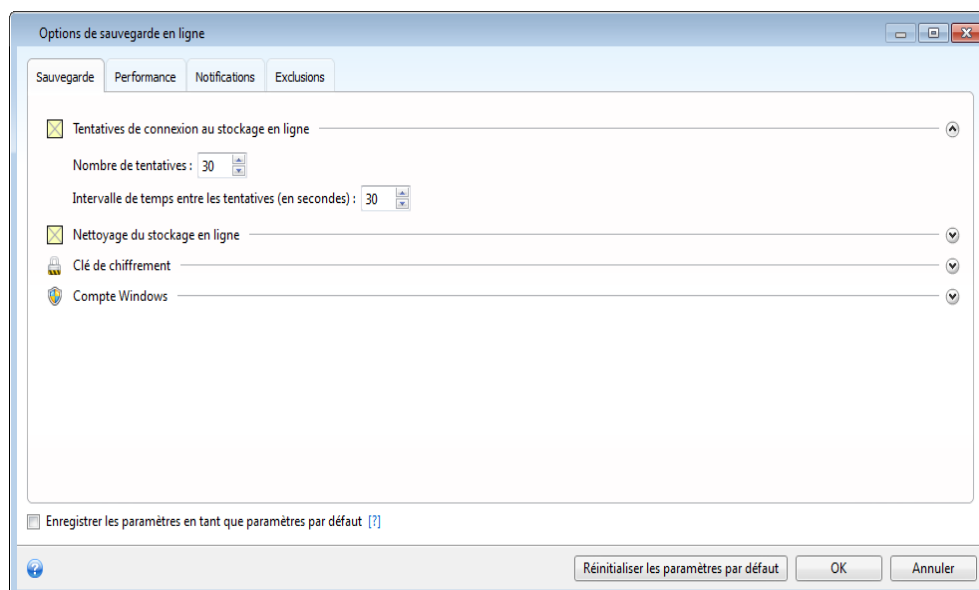 Options de sauvegarde en ligne
Sauvegarde Performance Notifications Exclusions
Tentatives de connexion au stockage en ligne
Nombre de tentatives : 30
Intervalle de temps entre les tentatives (en secondes) : 30
Nettoyage du stockage en ligne
Clé de chiffrement
Compte Windows
Enregistrer les paramètres en tant que paramètres par défaut [?]
? Réinitialiser les paramètres par défaut OK Annuler